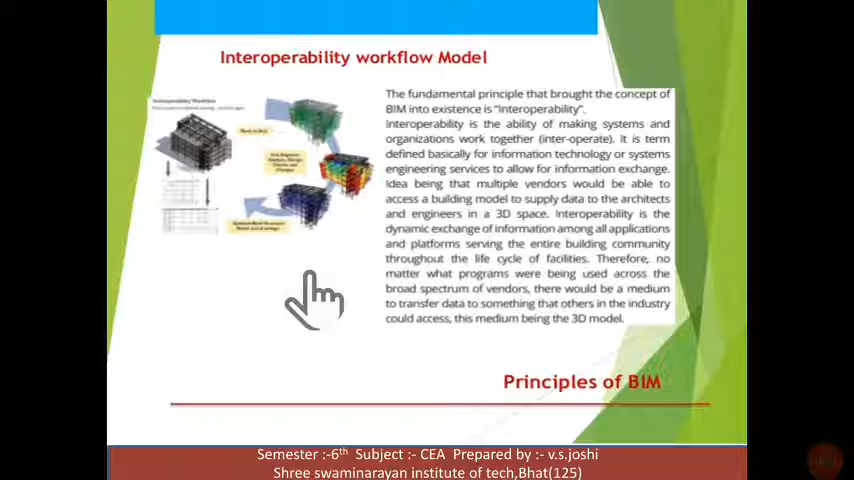 Interoperability workflow Model
Interoperability Workflow
The fundamental principle that brought the concept of
BIM into existence is "Interoperability".
Interoperability is the ability of making systems and
organizations work together (inter-operate). It is term
defined basically for information technology or systems
engineering services to allow for information exchange.
Idea being that multiple vendors would be able to
access a building model to supply data to the architects
and engineers in a 3D space. Interoperability is the
dynamic exchange of information among all applications
and platforms serving the entire building community
throughout the life cycle of facilities. Therefore, no
matter what programs were being used across the
broad spectrum of vendors, there would be a medium
to transfer data to something that others in the industry
could access, this medium being the 3D model.
Principles of BIM
Semester :-6th Subject :- CEA Prepared by :- v.s.joshi
Shree swaminarayan institute of tech,Bhat(125)